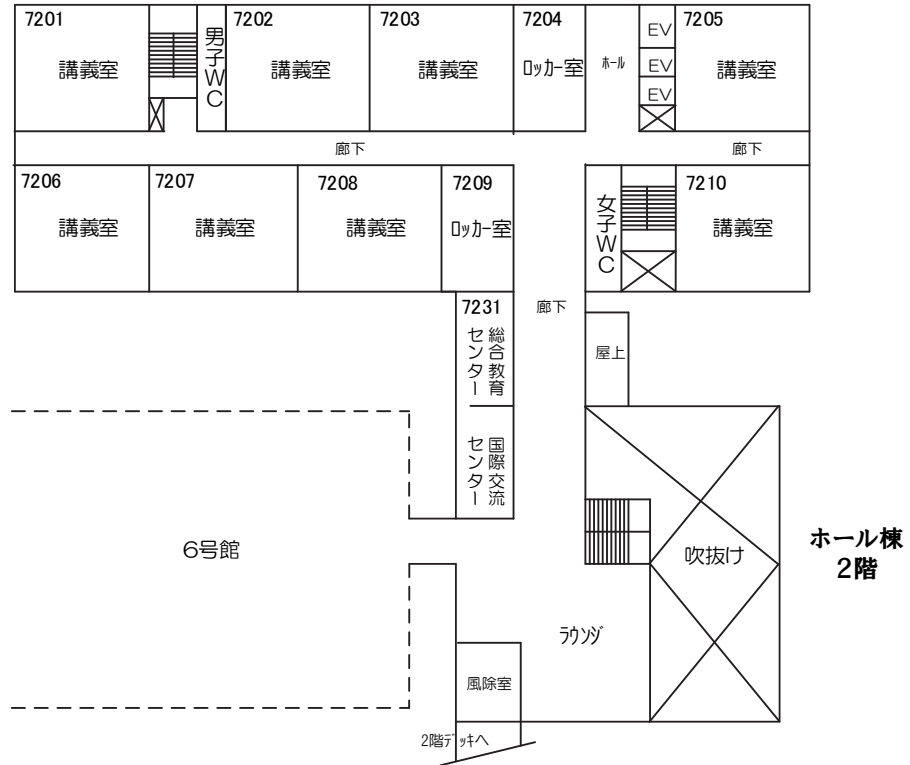 7201
講義室
男子WC
7202
講義室
7203
講義室
7204
ロッカー室
ホール
EV
EV
EV
7205
講義室
廊下
廊下
7206
講義室
7207
講義室
7208
講義室
7209
ロッカー室
女子WC
7210
講義室
7231
総合教育
センター
廊下
屋上
国際交流
センター
6号館
吹抜け
ホール棟
2階
ラウンジ
風除室
2階デッキへ